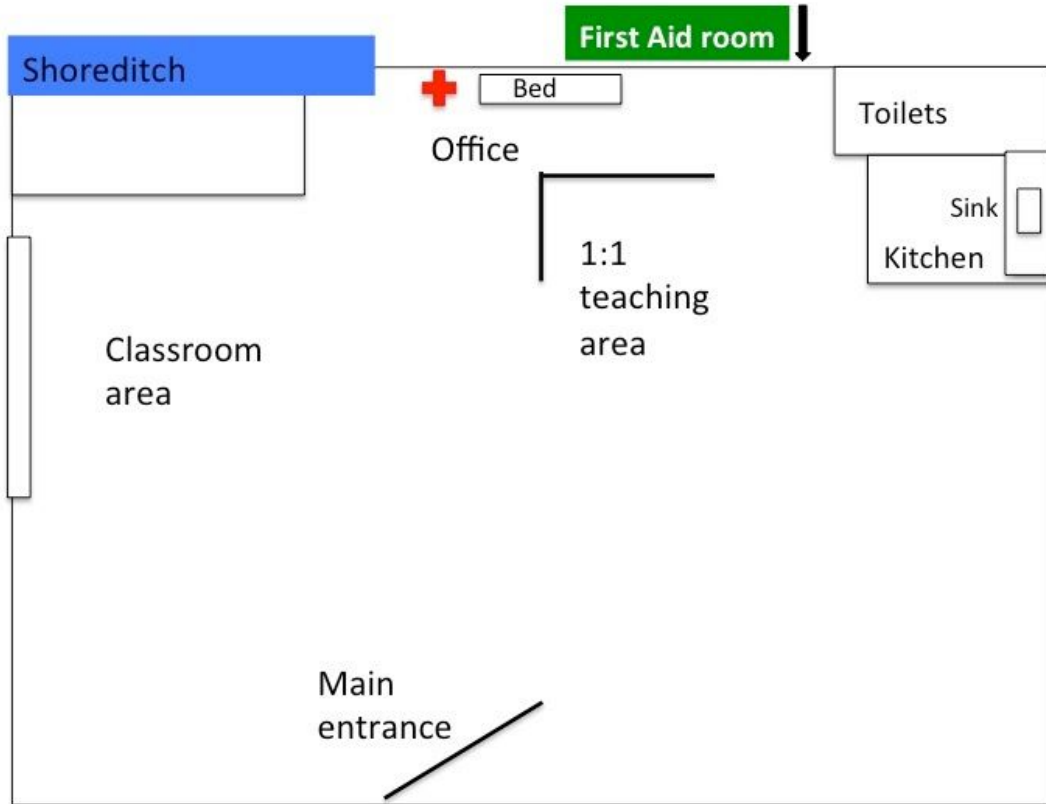 First Aid room
Shoreditch
Bed
Toilets
Office
Sink
1:1
teaching
area
Kitchen
Classroom
area
Main
entrance